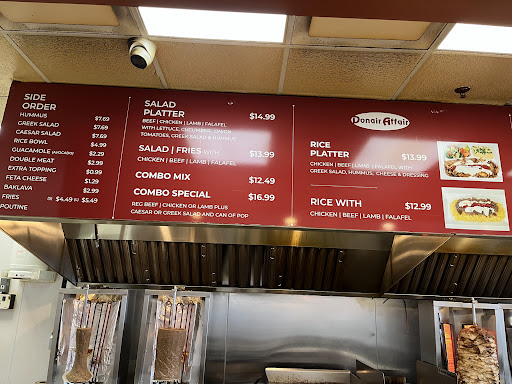 SIDE
ORDER
HUMMUS $7.69
GREEK SALAD $7.69
CAESAR SALAD $7.69
RICE BOWL $4.99
GUACAMOLE (AVOCADO) $2.29
DOUBLE MEAT $2.99
EXTRA TOPPING $0.99
FETA CHEESE $1.29
BAKLAVA $2.99
FRIES $4.49 $5.49
POUTINE
SALAD
PLATTER $14.99
BEEF | CHICKEN | LAMB | FALAFEL
WITH LETTUCE, CUCUMBER, ONION
TOMATOES, GREEK SALAD & HUMMUS
SALAD | FRIES WITH $13.99
CHICKEN | BEEF | LAMB | FALAFEL
COMBO MIX $12.49
COMBO SPECIAL $16.99
REG BEEF | CHICKEN OR LAMB PLUS
CAESAR OR GREEK SALAD AND CAN OF POP
Donair Affair
RICE
PLATTER $13.99
CHICKEN | BEEF | LAMB | FALAFEL WITH
GREEK SALAD, HUMMUS, CHEESE & DRESSING
RICE WITH $12.99
CHICKEN | BEEF | LAMB | FALAFEL